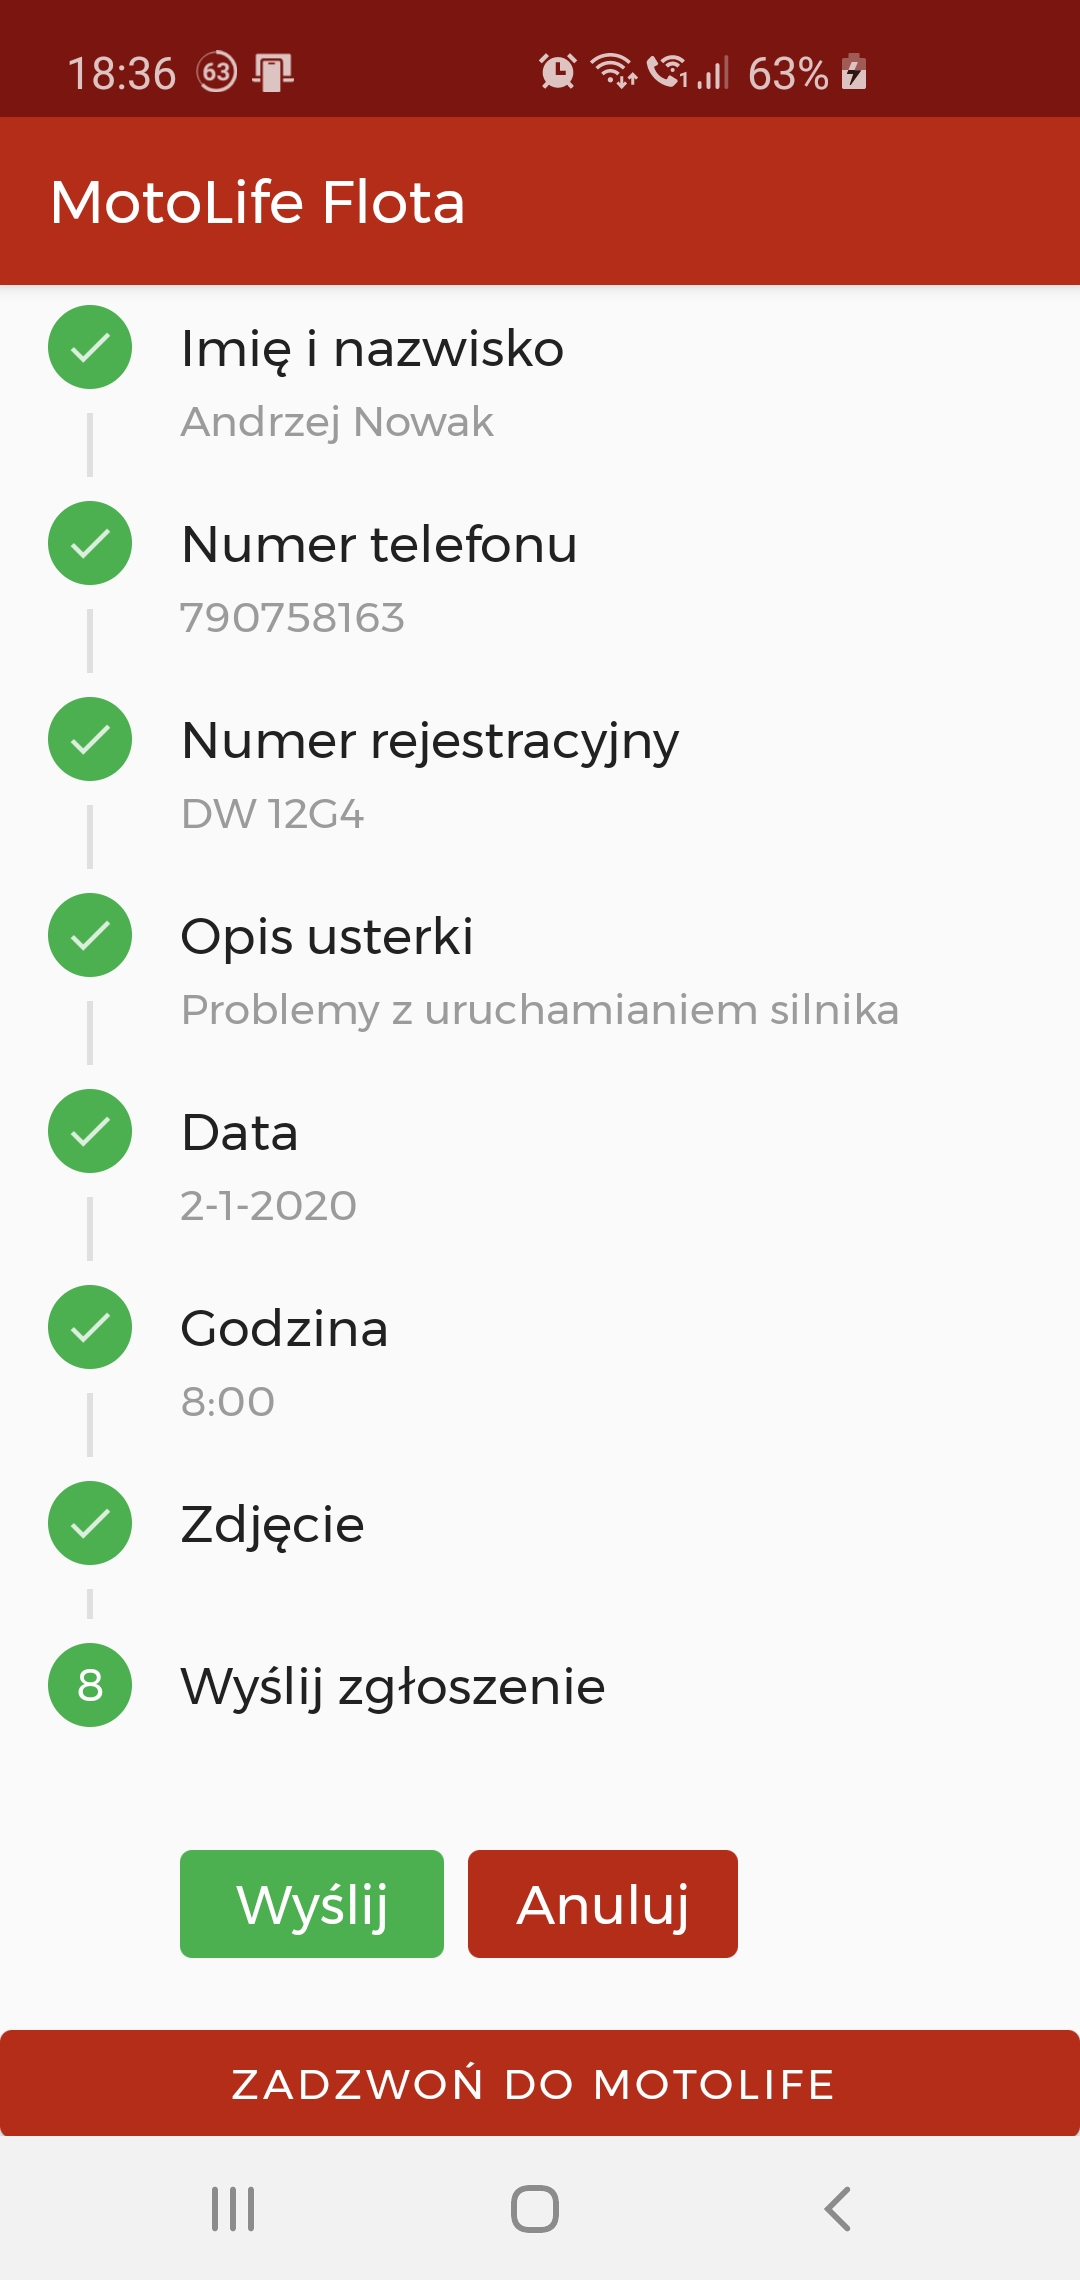 18:36 63 1 63%
MotoLife Flota
Imię i nazwisko
Andrzej Nowak
Numer telefonu
790758163
Numer rejestracyjny
DW 12G4
Opis usterki
Problemy z uruchamianiem silnika
Data
2-1-2020
Godzina
8:00
Zdjęcie
8 Wyślij zgłoszenie
Wyślij Anuluj
ZADZWOŃ DO MOTOLIFE